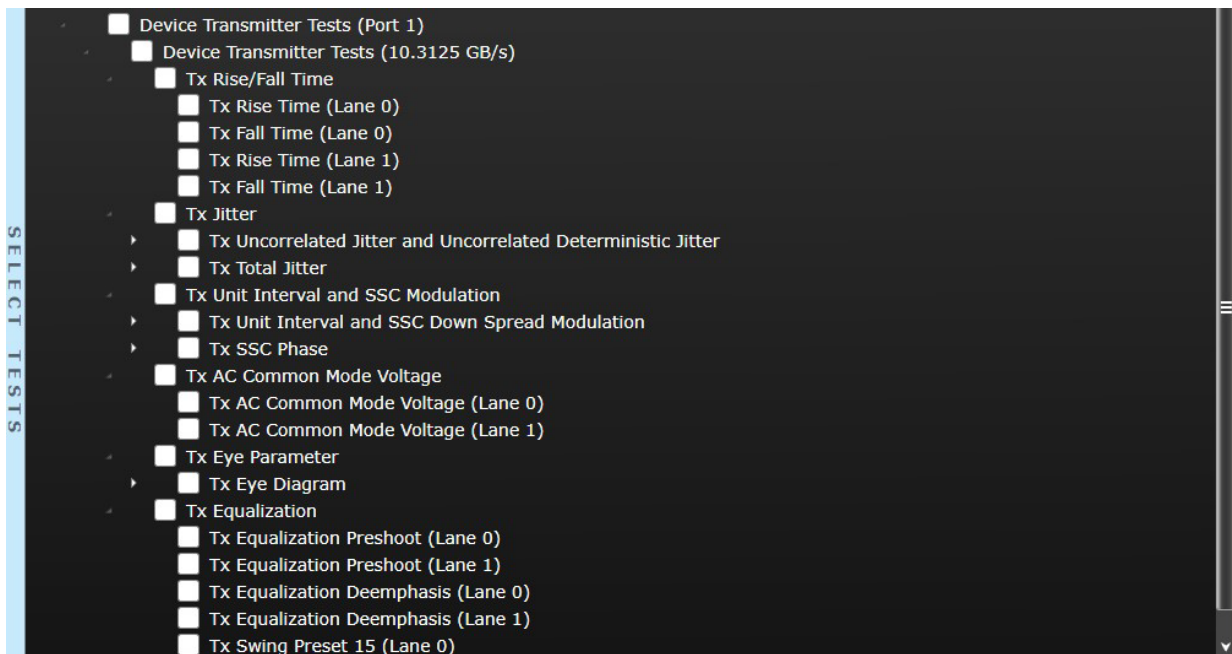 Device Transmitter Tests (Port 1)
Device Transmitter Tests (10.3125 GB/s)
Tx Rise/Fall Time
Tx Rise Time (Lane 0)
Tx Fall Time (Lane 0)
Tx Rise Time (Lane 1)
Tx Fall Time (Lane 1)
Tx Jitter
Tx Uncorrelated Jitter and Uncorrelated Deterministic Jitter
Tx Total Jitter
Tx Unit Interval and SSC Modulation
Tx Unit Interval and SSC Down Spread Modulation
Tx SSC Phase
Tx AC Common Mode Voltage
Tx AC Common Mode Voltage (Lane 0)
Tx AC Common Mode Voltage (Lane 1)
Tx Eye Parameter
Tx Eye Diagram
Tx Equalization
Tx Equalization Preshoot (Lane 0)
Tx Equalization Preshoot (Lane 1)
Tx Equalization Deemphasis (Lane 0)
Tx Equalization Deemphasis (Lane 1)
Tx Swing Preset 15 (Lane 0)
SELECT TESTS